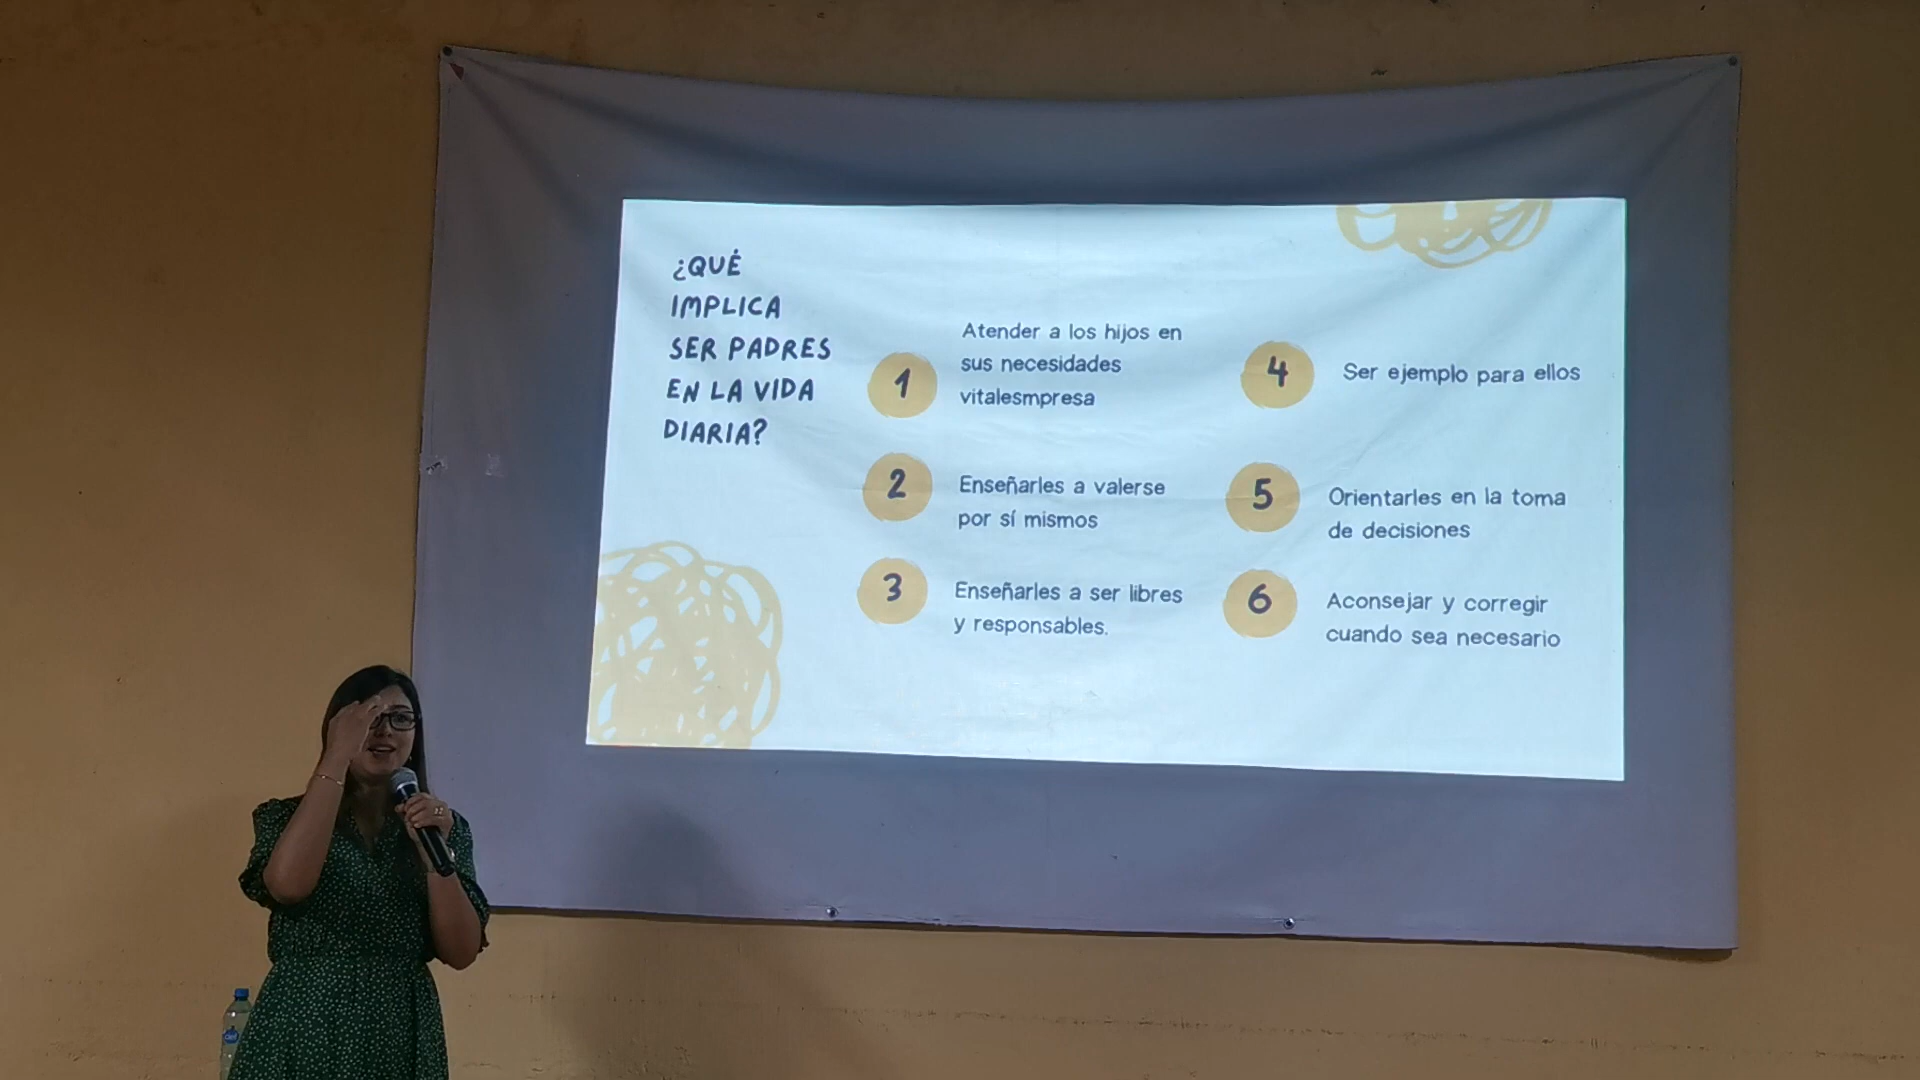 ¿QUÉ
IMPLICA
SER PADRES
EN LA VIDA
DIARIA?
1
Atender a los hijos en
sus necesidades
vitalesmpresa
2
Enseñarles a valerse
por sí mismos
3
Enseñarles a ser libres
y responsables.
4
Ser ejemplo para ellos
5
Orientarles en la toma
de decisiones
6
Aconsejar y corregir
cuando sea necesario